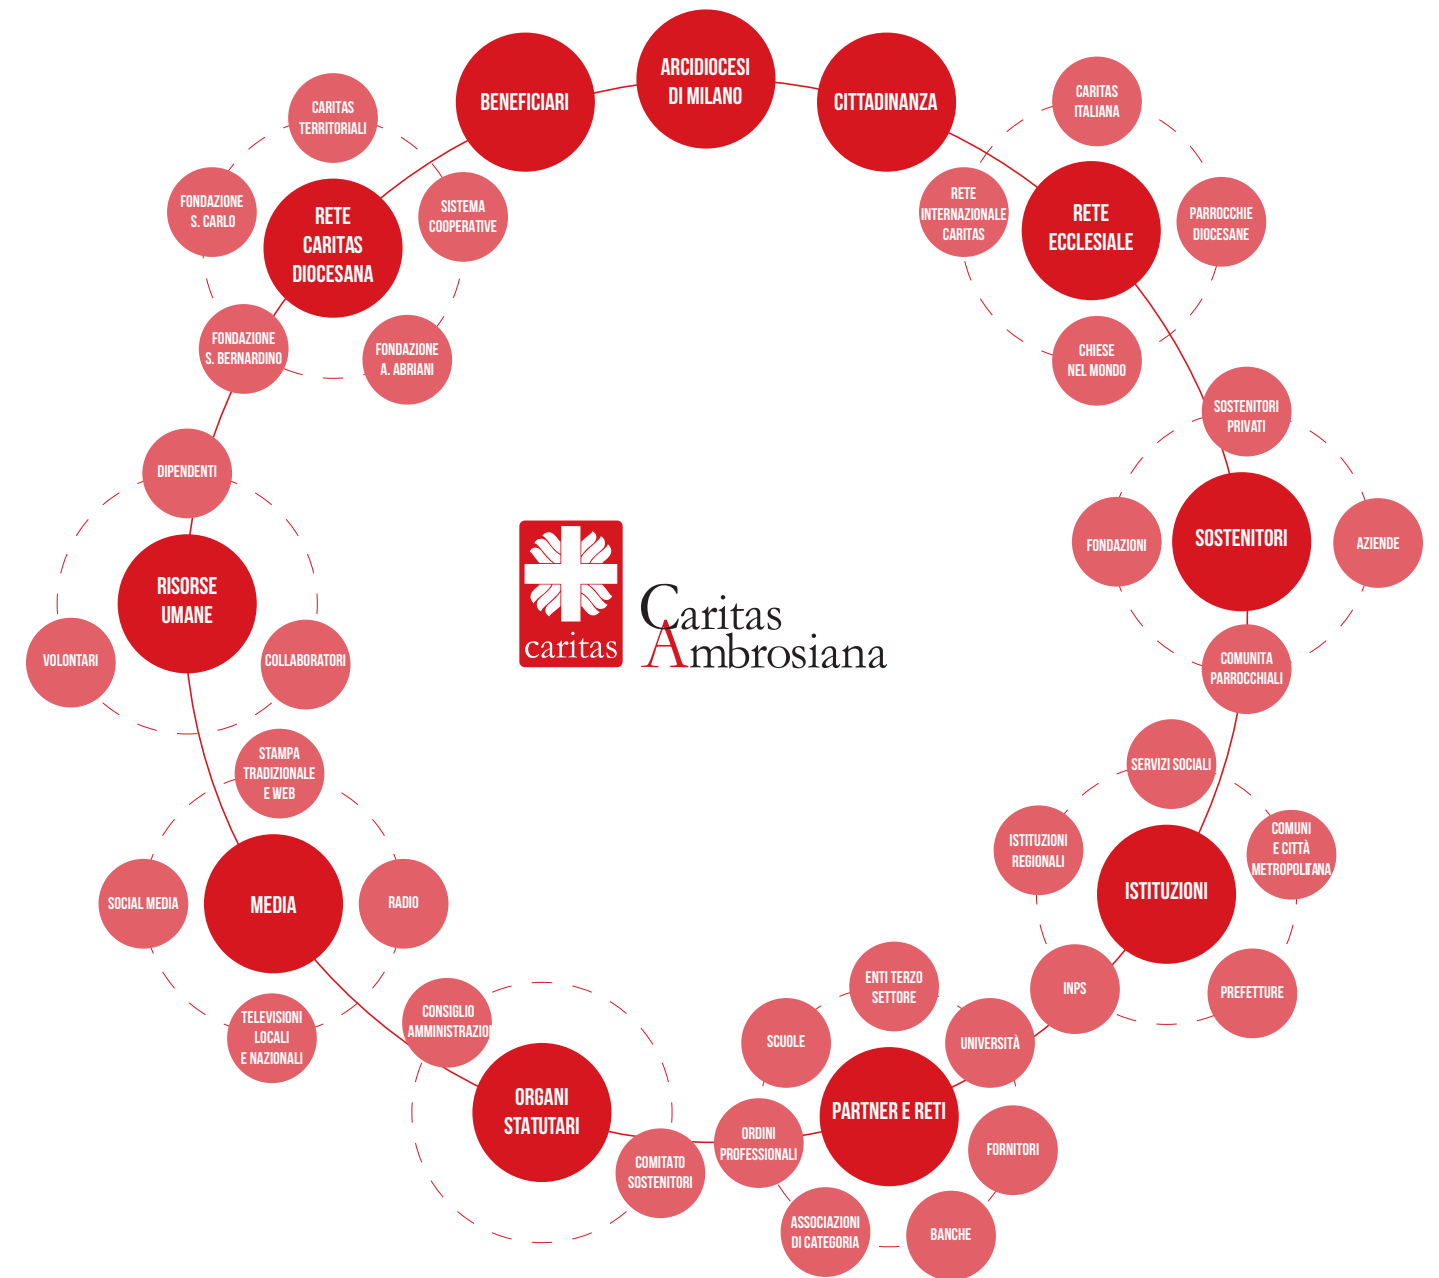 ARCIDIOCESI
DI MILANO
BENEFICIARI
CITTADINANZA
CARITAS
TERRITORIALI
FONDAZIONE
S. CARLO
RETE
CARITAS
DIOCESANA
SISTEMA
COOPERATIVE
FONDAZIONE
S. BERNARDINO
FONDAZIONE
A. ABRIANI
CARITAS
ITALIANA
RETE
INTERNAZIONALE
CARITAS
RETE
ECCLESIALE
PARROCCHIE
DIOCESANE
CHIESE
NEL MONDO
SOSTENITORI
PRIVATI
FONDAZIONI
SOSTENITORI
AZIENDE
COMUNITA
PARROCCHIALI
DIPENDENTI
RISORSE
UMANE
VOLONTARI
COLLABORATORI
caritas
Caritas
Ambrosiana
STAMPA
TRADIZIONALE
E WEB
SOCIAL MEDIA
MEDIA
RADIO
TELEVISIONI
LOCALI
E NAZIONALI
SERVIZI SOCIALI
ISTITUZIONI
REGIONALI
COMUNI
E CITTÀ
METROPOLITANA
ISTITUZIONI
INPS
PREFETTURE
CONSIGLIO
AMMINISTRAZIO
ORGANI
STATUTARI
COMITATO
SOSTENITORI
ENTI TERZO
SETTORE
SCUOLE
UNIVERSITÀ
PARTNER E RETI
ORDINI
PROFESSIONALI
FORNITORI
ASSOCIAZIONI
DI CATEGORIA
BANCHE